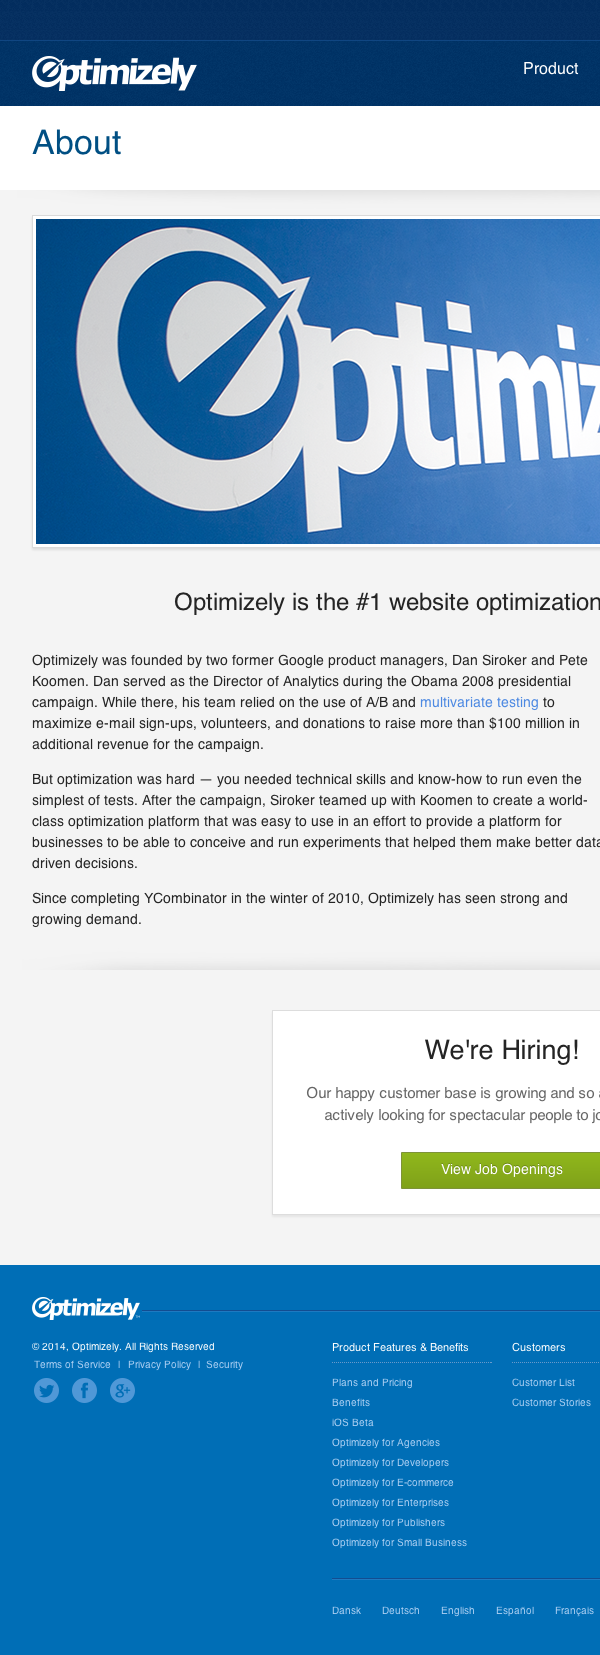 Optimizely
Product
About
Optimiz
Optimizely is the #1 website optimization
Optimizely was founded by two former Google product managers, Dan Siroker and Pete
Koomen. Dan served as the Director of Analytics during the Obama 2008 presidential
campaign. While there, his team relied on the use of A/B and multivariate testing to
maximize e-mail sign-ups, volunteers, and donations to raise more than $100 million in
additional revenue for the campaign.
But optimization was hard — you needed technical skills and know-how to run even the
simplest of tests. After the campaign, Siroker teamed up with Koomen to create a world-
class optimization platform that was easy to use in an effort to provide a platform for
businesses to be able to conceive and run experiments that helped them make better data
driven decisions.
Since completing YCombinator in the winter of 2010, Optimizely has seen strong and
growing demand.
We're Hiring!
Our happy customer base is growing and so
actively looking for spectacular people to
View Job Openings
Optimizely
© 2014, Optimizely. All Rights Reserved
Terms of Service | Privacy Policy | Security
Product Features & Benefits
Plans and Pricing
Benefits
iOS Beta
Optimizely for Agencies
Optimizely for Developers
Optimizely for E-commerce
Optimizely for Enterprises
Optimizely for Publishers
Optimizely for Small Business
Customers
Customer List
Customer Stories
Dansk Deutsch English Español Français